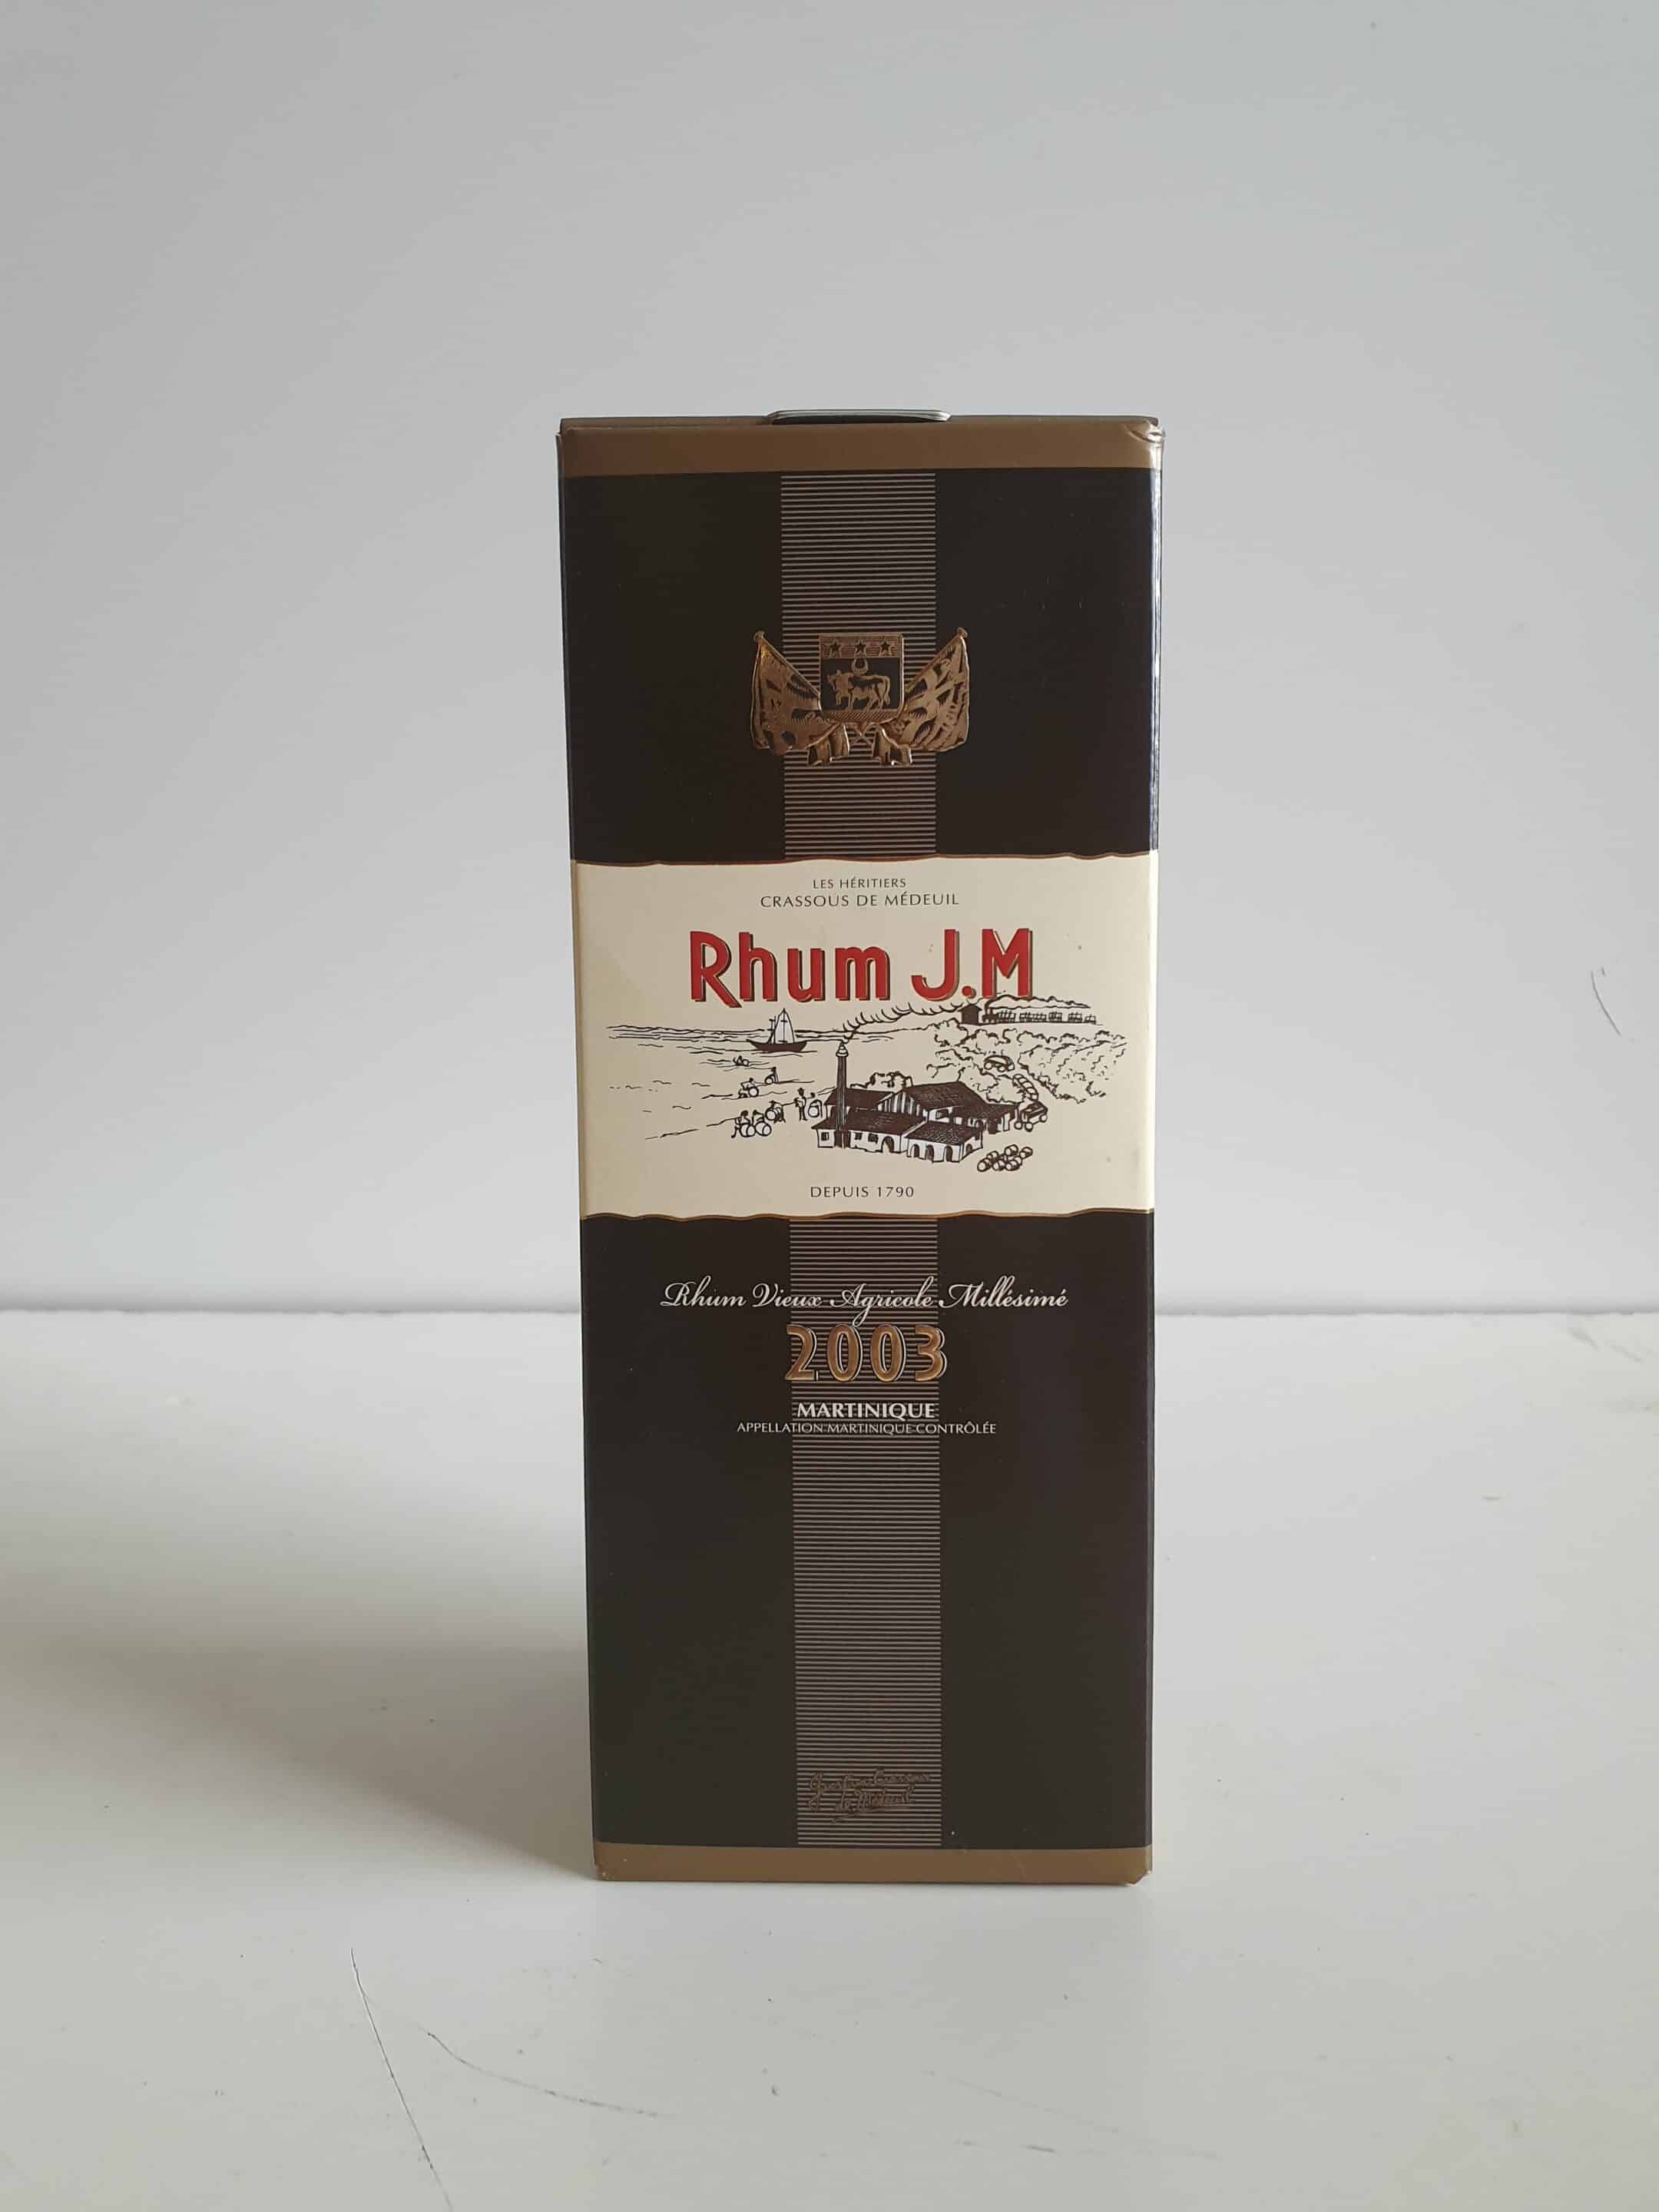 LES HÉRITIERS
CRASSOUS DE MÉDEUIL
Rhum J.M
DEPUIS 1790
Rhum Vieux Agricole Millésimé
2003
MARTINIQUE
APPELLATION MARTINIQUE CONTRÔLÉE